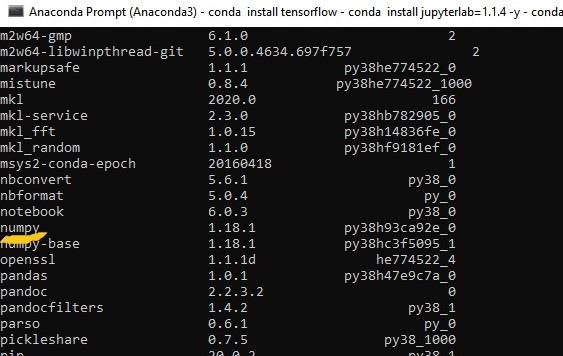 Anaconda Prompt (Anaconda3) - conda install tensorflow - conda install jupyterlab=1.1.4 -y - conda
m2w64-gmp 6.1.0 2
m2w64-libwinpthread-git 5.0.0.4634.697f757 2
markupsafe 1.1.1 py38he774522_0
mistune 0.8.4 py38he774522_1000
mkl 2020.0 166
mkl-service 2.3.0 py38hb782905_0
mkl_fft 1.0.15 py38h14836fe_0
mkl_random 1.1.0 py38hf9181ef_0
msys2-conda-epoch 20160418 1
nbconvert 5.6.1 py38_0
nbformat 5.0.4 py_0
notebook 6.0.3 py38_0
numpy 1.18.1 py38h93ca92e_0
numpy-base 1.18.1 py38hc3f5095_1
openssl 1.1.1d he774522_4
pandas 1.0.1 py38h47e9c7a_0
pandoc 2.2.3.2 0
pandocfilters 1.4.2 py38_1
parso 0.6.1 py_0
pickleshare 0.7.5 py38_1000
pip 20.0.2 py38_1